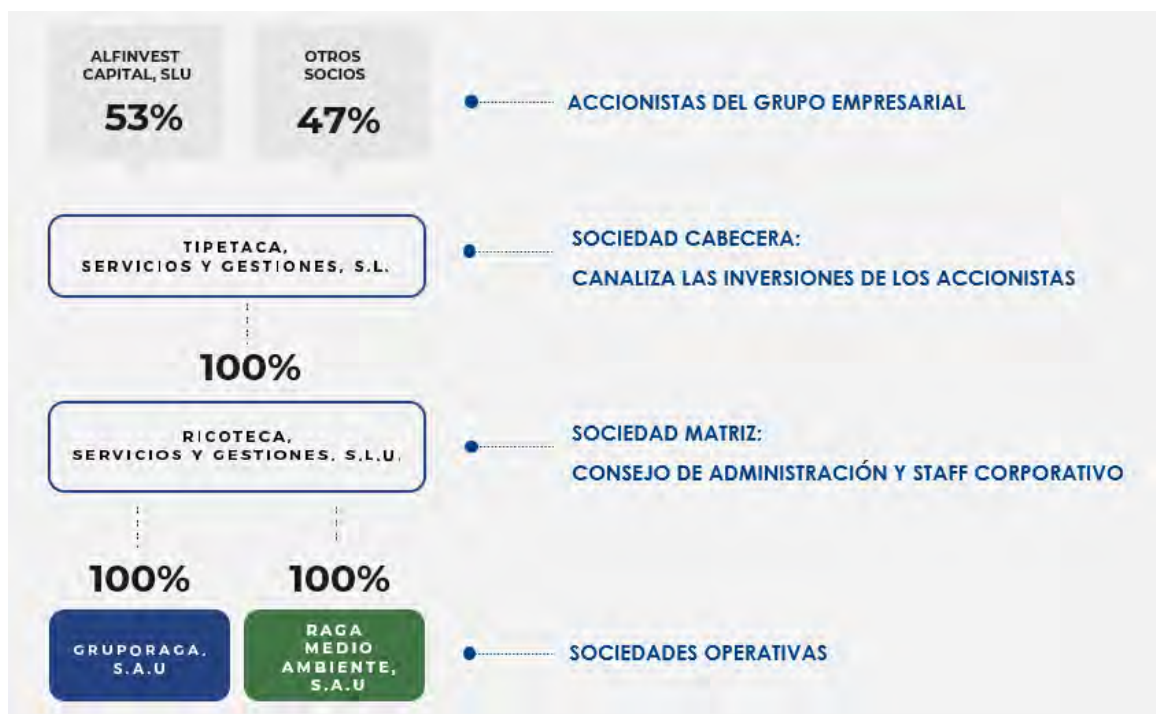 ALFINVEST
CAPITAL, SLU
53%
OTROS
SOCIOS
47%
ACCIONISTAS DEL GRUPO EMPRESARIAL
TIPETACA,
SERVICIOS Y GESTIONES, S.L.
SOCIEDAD CABECERA:
CANALIZA LAS INVERSIONES DE LOS ACCIONISTAS
100%
RICOTECA,
SERVICIOS Y GESTIONES, S.L.U.
SOCIEDAD MATRIZ:
CONSEJO DE ADMINISTRACIÓN Y STAFF CORPORATIVO
100%
100%
GRUPORAGA,
S.A.U
RAGA
MEDIO
AMBIENTE,
S.A.U
SOCIEDADES OPERATIVAS